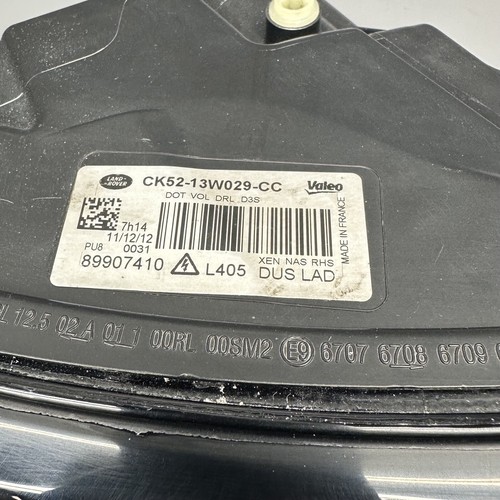 LAND-
ROVER
CK52-13W029-CC
Valeo
DOT VOL DRL D3S
7h14
11/12/12
PU8 0031
MADE IN FRANCE
XEN NAS RHS
89907410 L405 DUS LAD
12.5 02 A 01 1 00RL 00SM2 E9 6707 6708 6709